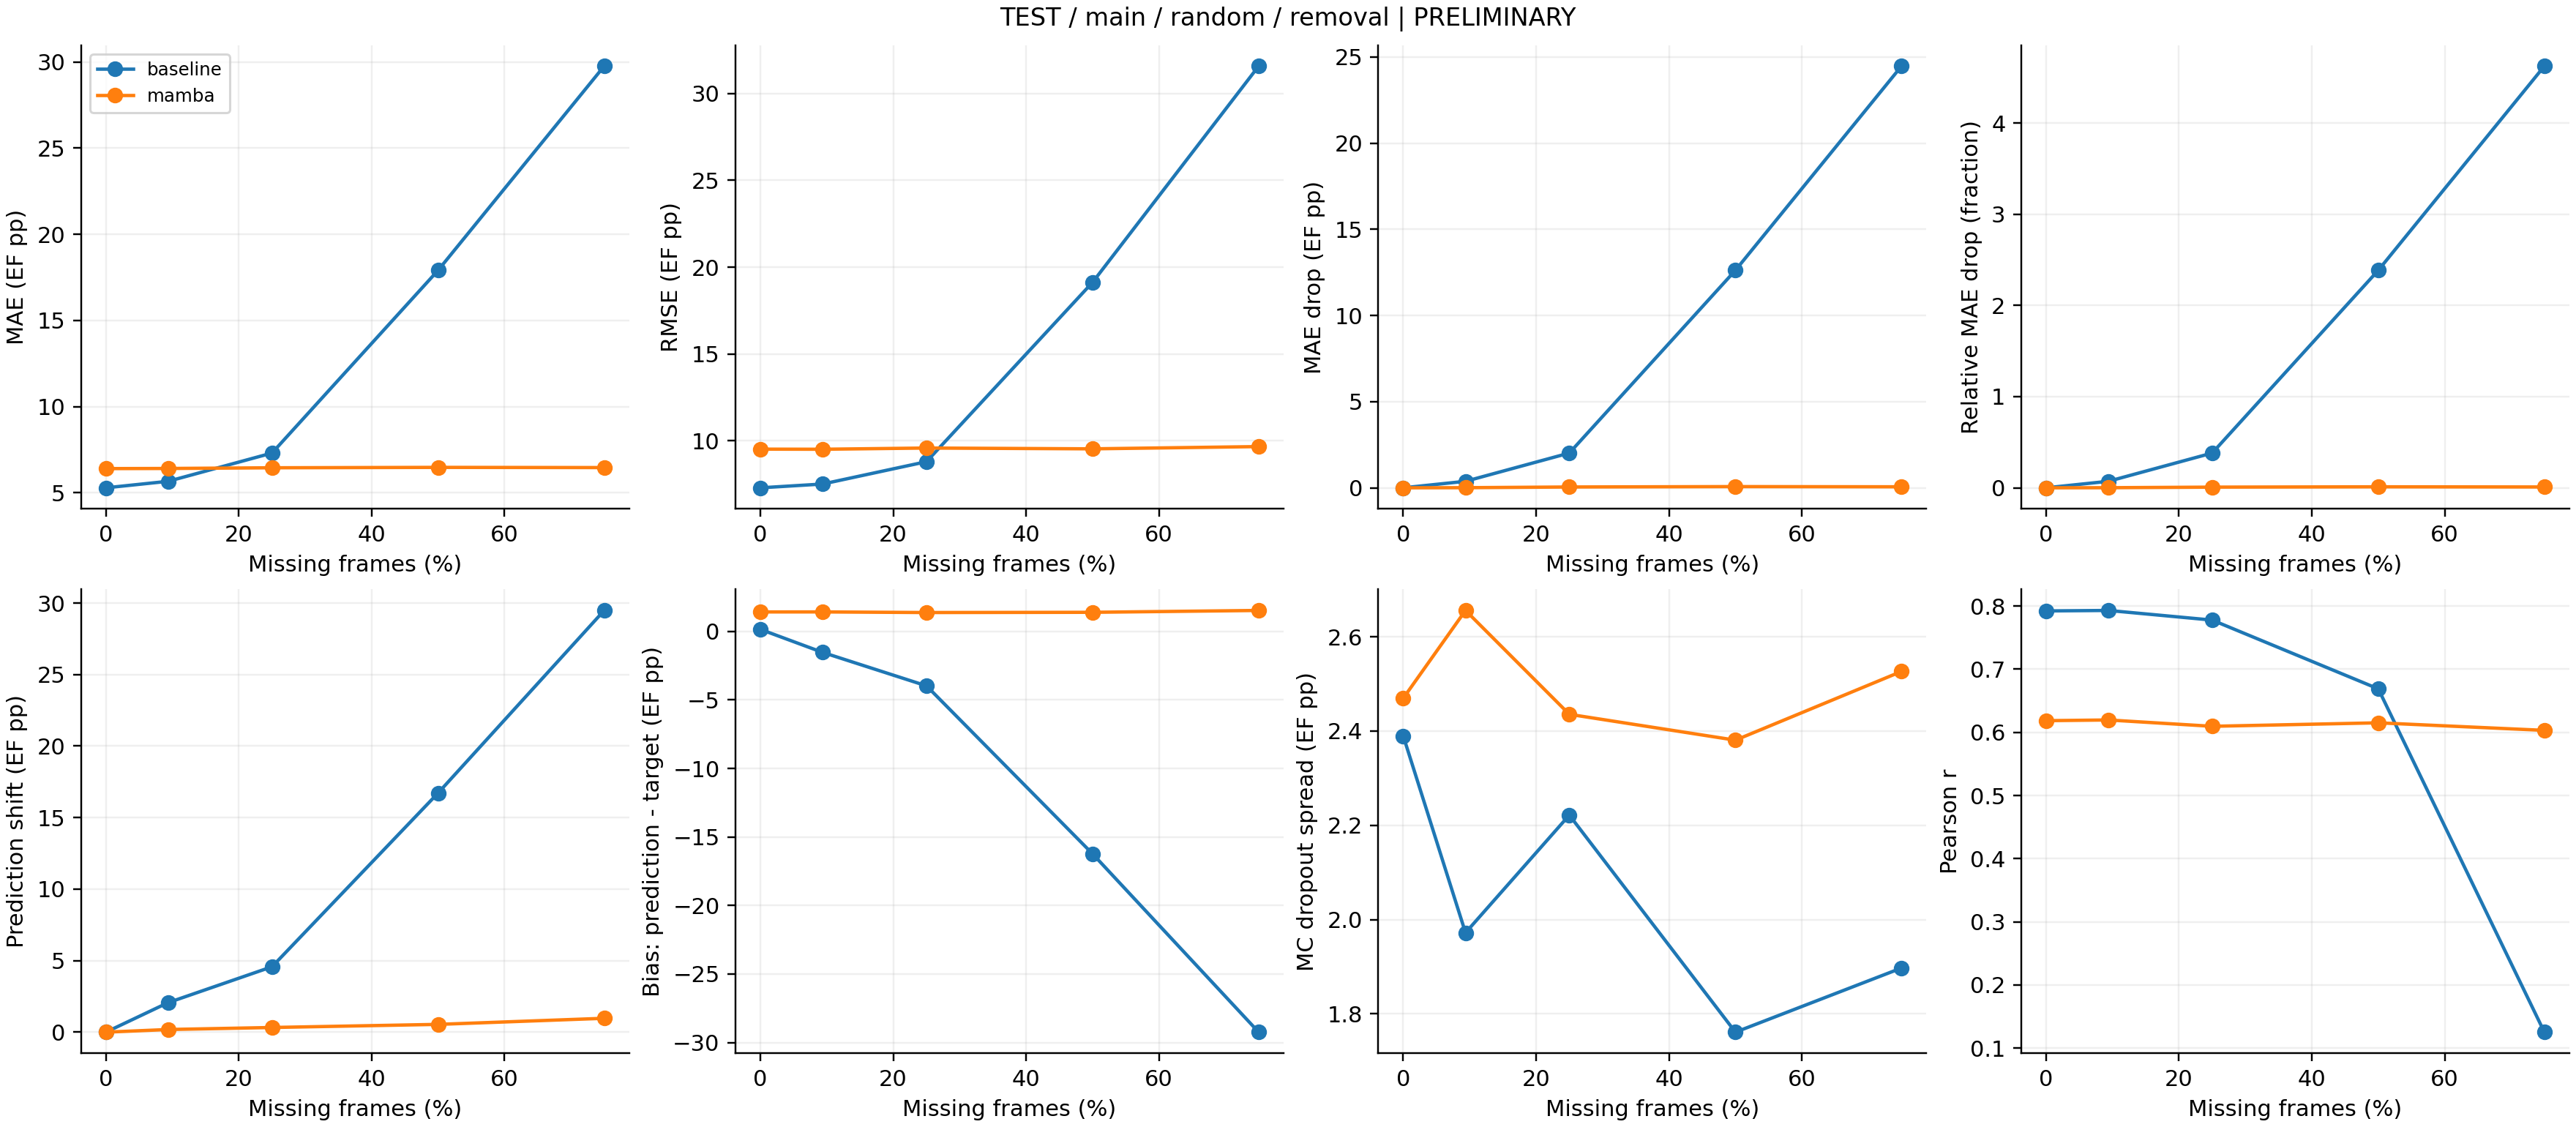 TEST / main / random / removal | PRELIMINARY
MAE (EF pp)
30
25
20
15
10
5
baseline
mamba
0 20 40 60
Missing frames (%)
RMSE (EF pp)
30
25
20
15
10
0 20 40 60
Missing frames (%)
MAE drop (EF pp)
25
20
15
10
5
0
0 20 40 60
Missing frames (%)
Relative MAE drop (fraction)
4
3
2
1
0
0 20 40 60
Missing frames (%)
Prediction shift (EF pp)
30
25
20
15
10
5
0
0 20 40 60
Missing frames (%)
Bias: prediction - target (EF pp)
0
−5
−10
−15
−20
−25
−30
0 20 40 60
Missing frames (%)
MC dropout spread (EF pp)
2.6
2.4
2.2
2.0
1.8
0 20 40 60
Missing frames (%)
Pearson r
0.8
0.7
0.6
0.5
0.4
0.3
0.2
0.1
0 20 40 60
Missing frames (%)